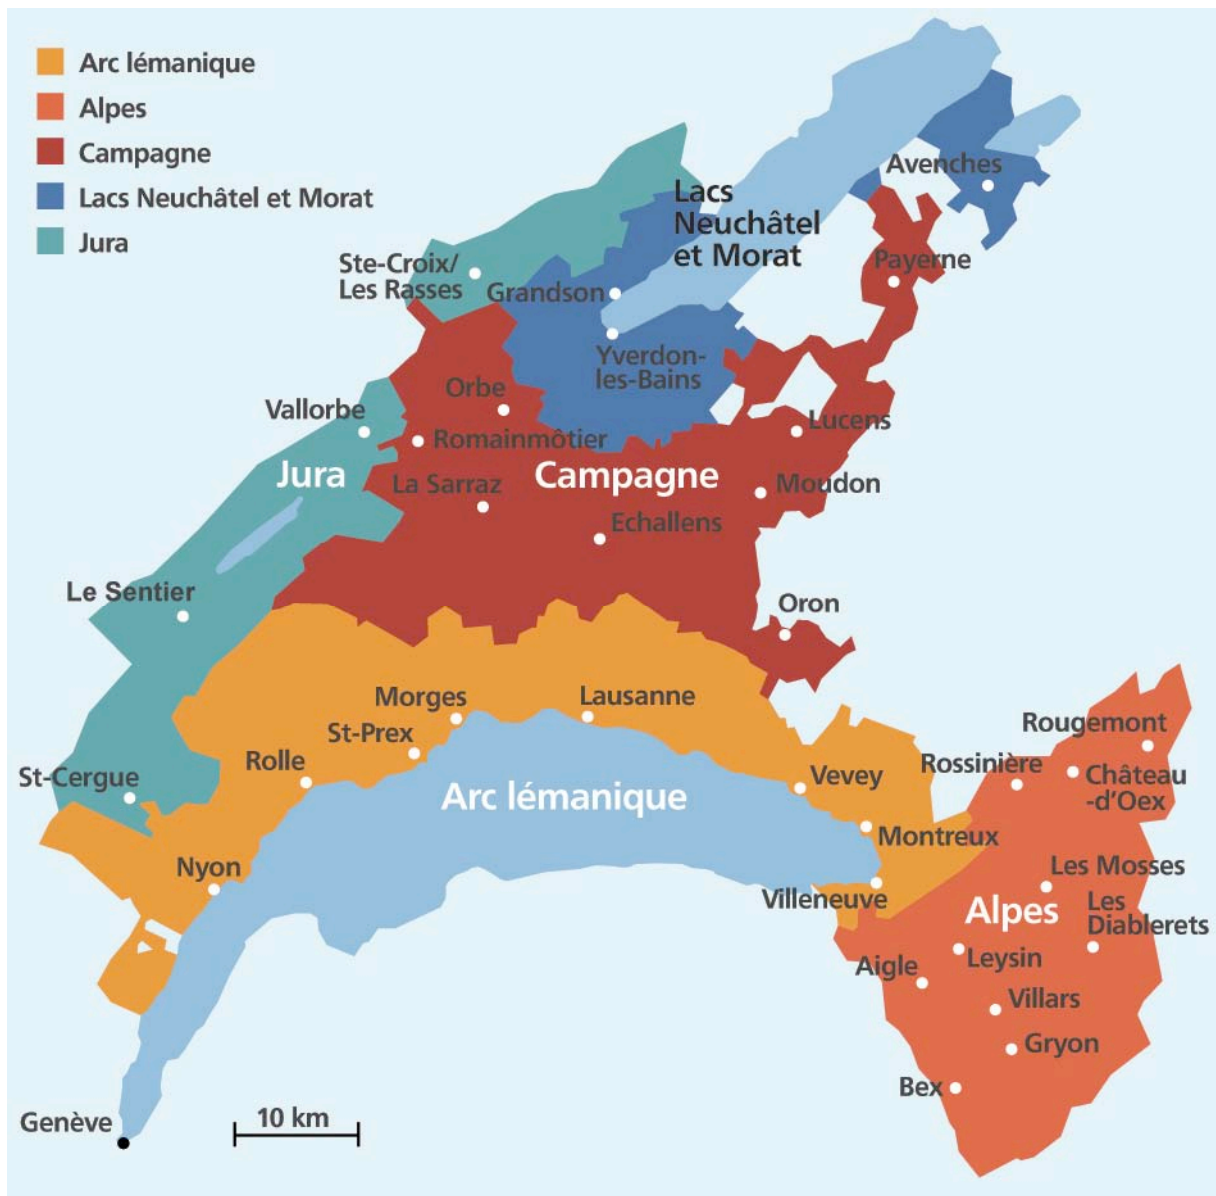 Arc lémanique
Alpes
Campagne
Lacs Neuchâtel et Morat
Jura
Avenches
Lacs
Neuchâtel
et Morat
Payerne
Ste-Croix/
Les Rasses
Grandson
Yverdon-
les-Bains
Orbe
Vallorbe
Lucens
Romainmôtier
Jura
Campagne
La Sarraz
Moudon
Echallens
Le Sentier
Oron
Morges
Lausanne
St-Prex
Rougemont
Rolle
Rossinière
St-Cergue
Vevey
Château
-d'Oex
Arc lémanique
Montreux
Nyon
Les Mosses
Villeneuve
Les
Diablerets
Alpes
Leysin
Aigle
Villars
Gryon
Bex
Genève
10 km